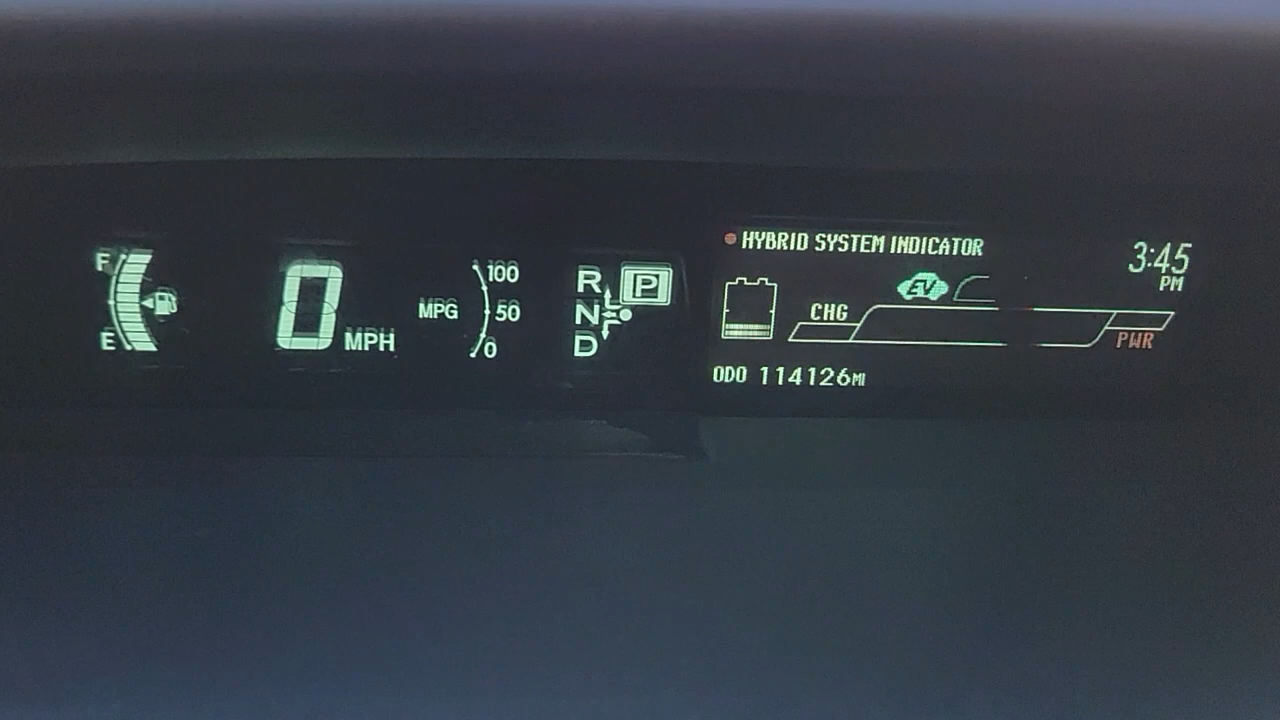 F
E
0 MPH
MPG
100
50
0
R
N
D
P
HYBRID SYSTEM INDICATOR
3:45
PM
EV
CHG
PWR
ODO 114126MI